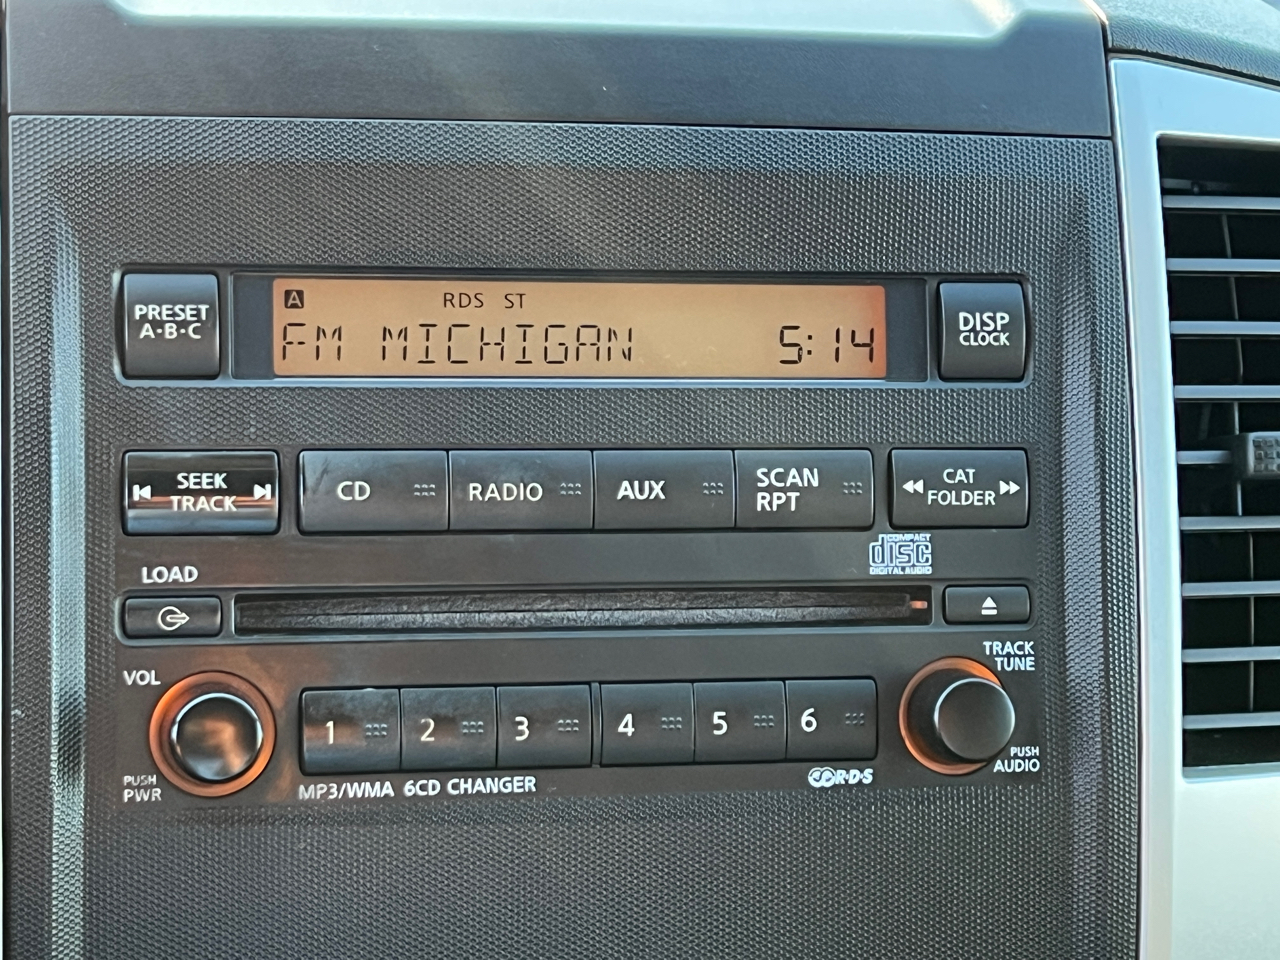 A RDS ST
FM MICHIGAN 5:14
PRESET
A·B·C
DISP
CLOCK
SEEK
TRACK
CD
RADIO
AUX
SCAN
RPT
CAT
FOLDER
COMPACT
disc
DIGITAL AUDIO
LOAD
VOL
PUSH
PWR
1 2 3 4 5 6
TRACK
TUNE
PUSH
AUDIO
MP3/WMA 6CD CHANGER
R·D·S